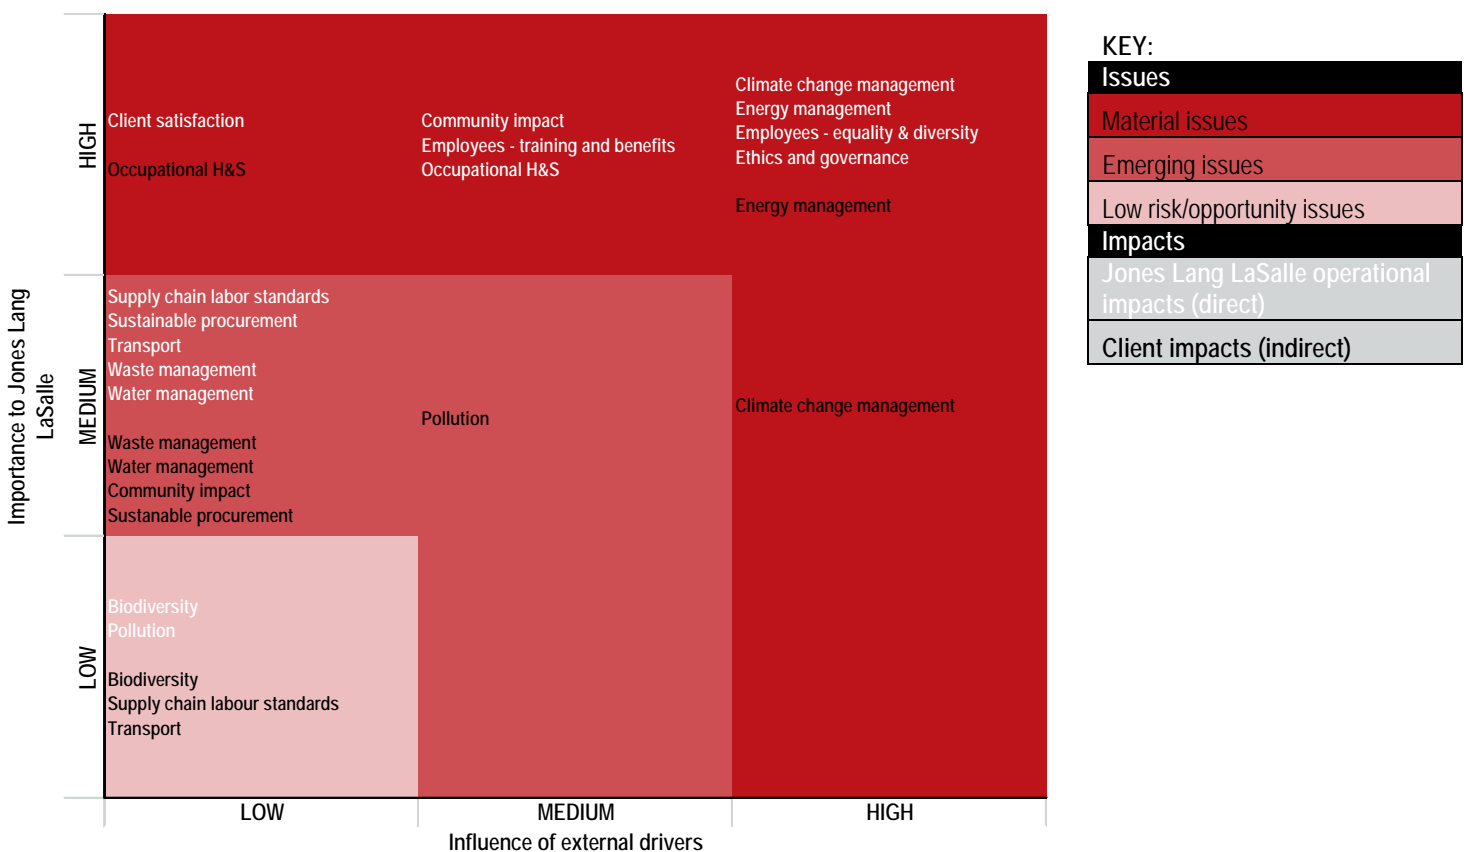 Importance to Jones Lang
LaSalle
HIGH
Client satisfaction
Occupational H&S
Community impact
Employees - training and benefits
Occupational H&S
Climate change management
Energy management
Employees - equality & diversity
Ethics and governance
Energy management
MEDIUM
Supply chain labor standards
Sustainable procurement
Transport
Waste management
Water management
Waste management
Water management
Community impact
Sustanable procurement
Pollution
Climate change management
LOW
Biodiversity
Pollution
Biodiversity
Supply chain labour standards
Transport
LOW
MEDIUM
HIGH
Influence of external drivers
KEY:
Issues
Material issues
Emerging issues
Low risk/opportunity issues
Impacts
Jones Lang LaSalle operational
impacts (direct)
Client impacts (indirect)